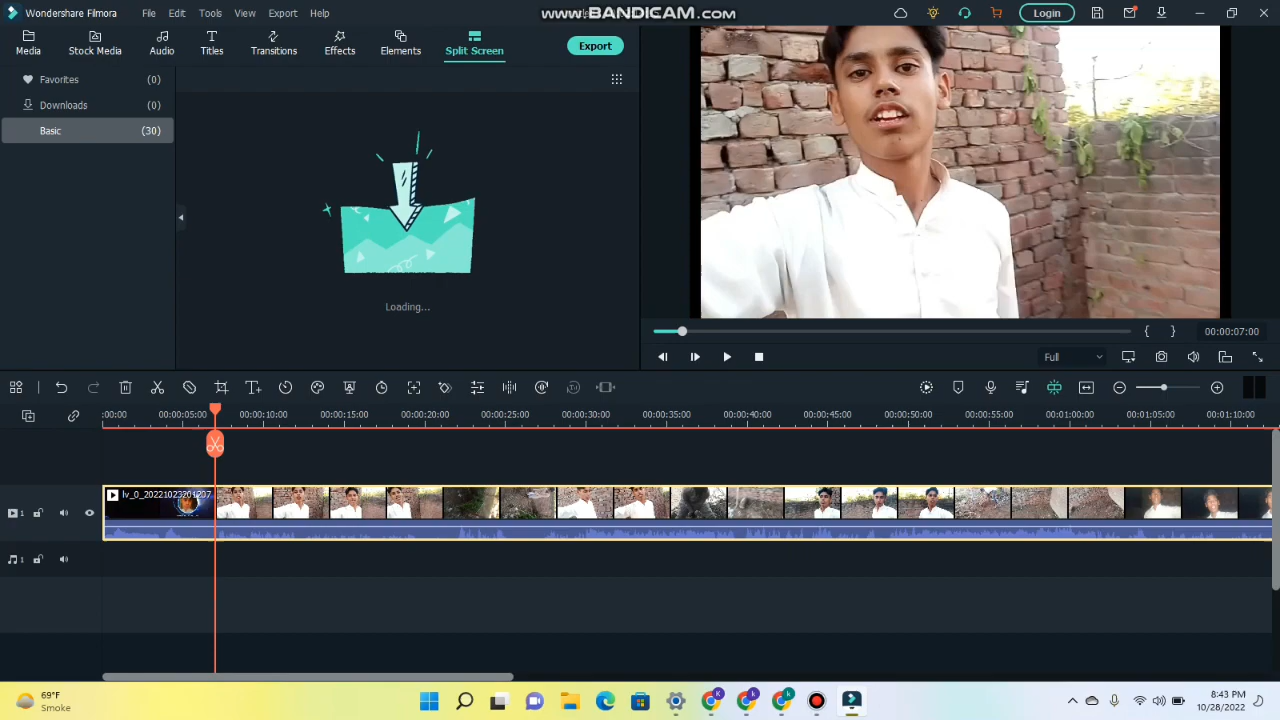 Wondershare Filmora File Edit Tools View Export Help
www.BANDICAM.com
Login
Media Stock Media Audio Titles Transitions Effects Elements Split Screen Export
Favorites (0)
Downloads (0)
Basic (30)
Loading...
{ } 00:00:07:00
Full
:00:00 00:00:05:00 00:00:10:00 00:00:15:00 00:00:20:00 00:00:25:00 00:00:30:00 00:00:35:00 00:00:40:00 00:00:45:00 00:00:50:00 00:00:55:00 00:01:00:00 00:01:05:00 00:01:10:00
lv_0_20221023201207
1
1
69°F
Smoke
K k k
8:43 PM
10/28/2022